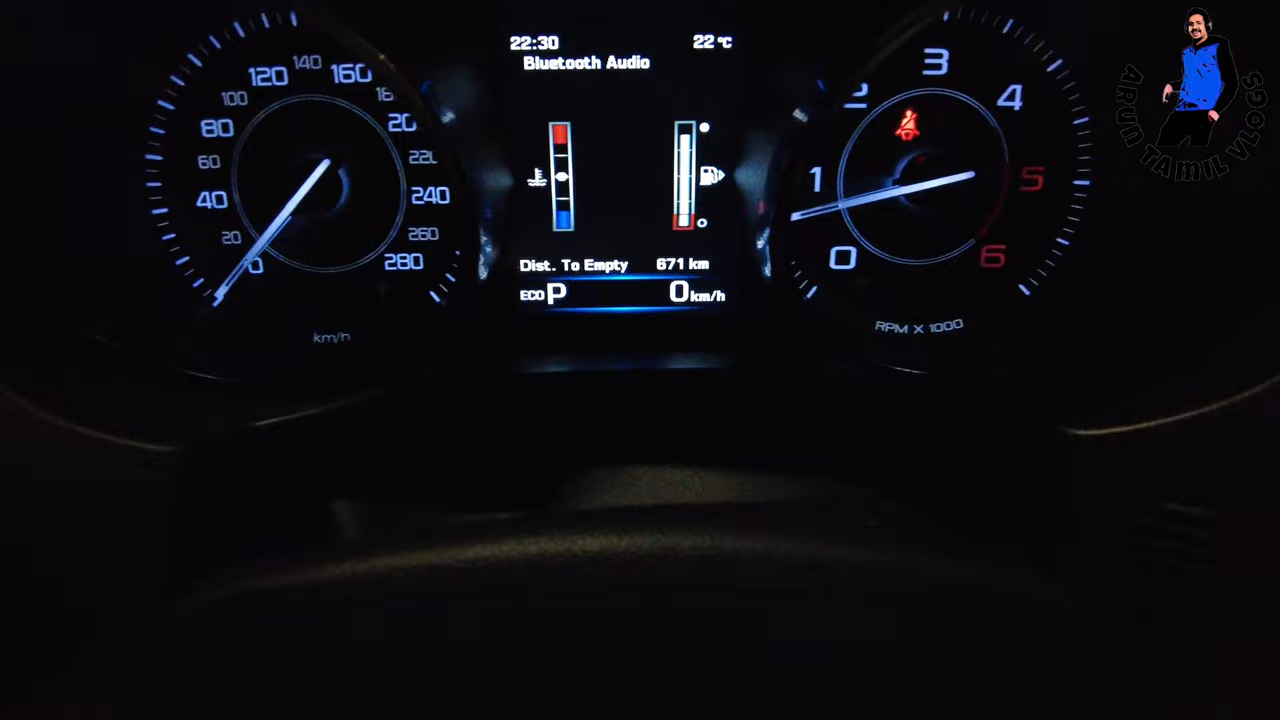 22:30 22 °C
Bluetooth Audio
Dist. To Empty 671 km
ECO P 0 km/h
0
20
40
60
80
100
120
140
160
220
240
260
280
km/h
0
1
2
3
4
5
6
RPM X 1000
ARUN TAMIL VLOGS